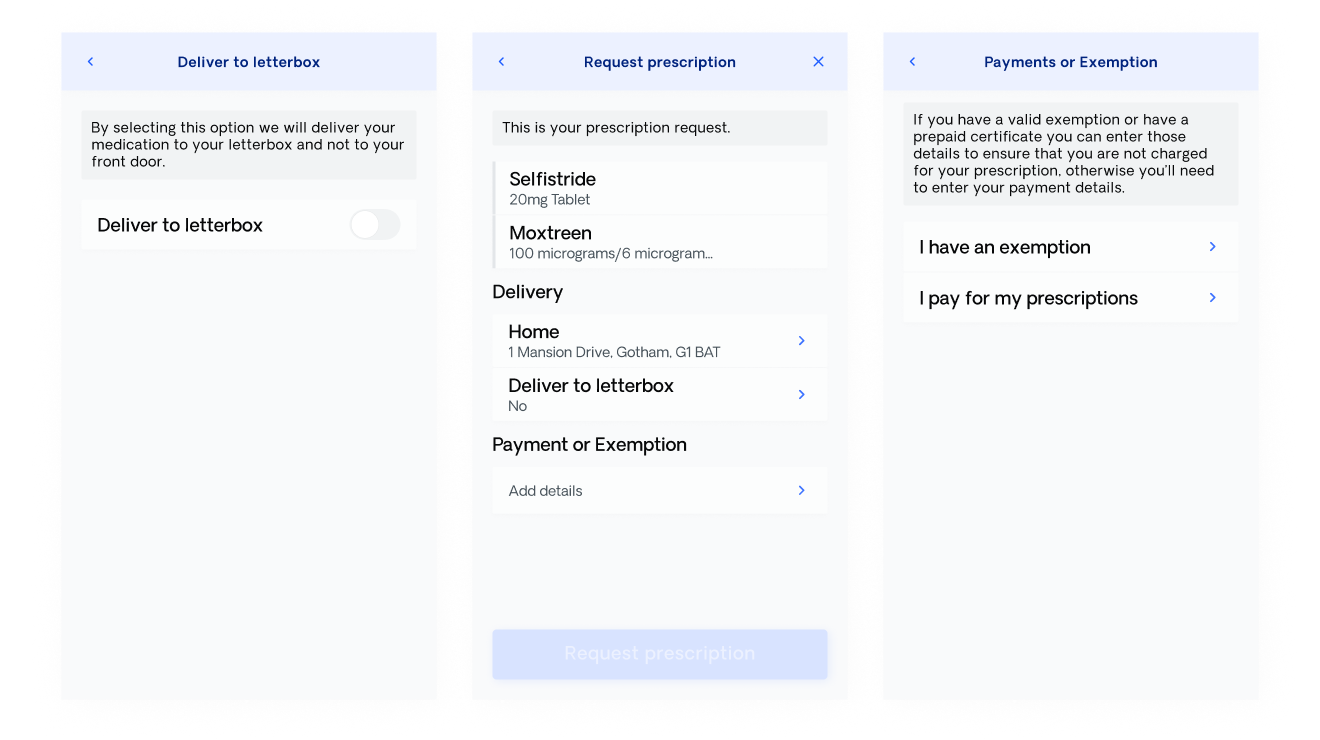 Deliver to letterbox
By selecting this option we will deliver your
medication to your letterbox and not to your
front door.
Deliver to letterbox
Request prescription
This is your prescription request.
Selfistride
20mg Tablet
Moxtreen
100 micrograms/6 microgram...
Delivery
Home
1 Mansion Drive, Gotham, G1 BAT
Deliver to letterbox
No
Payment or Exemption
Add details
Request prescription
Payments or Exemption
If you have a valid exemption or have a
prepaid certificate you can enter those
details to ensure that you are not charged
for your prescription, otherwise you'll need
to enter your payment details.
I have an exemption
I pay for my prescriptions